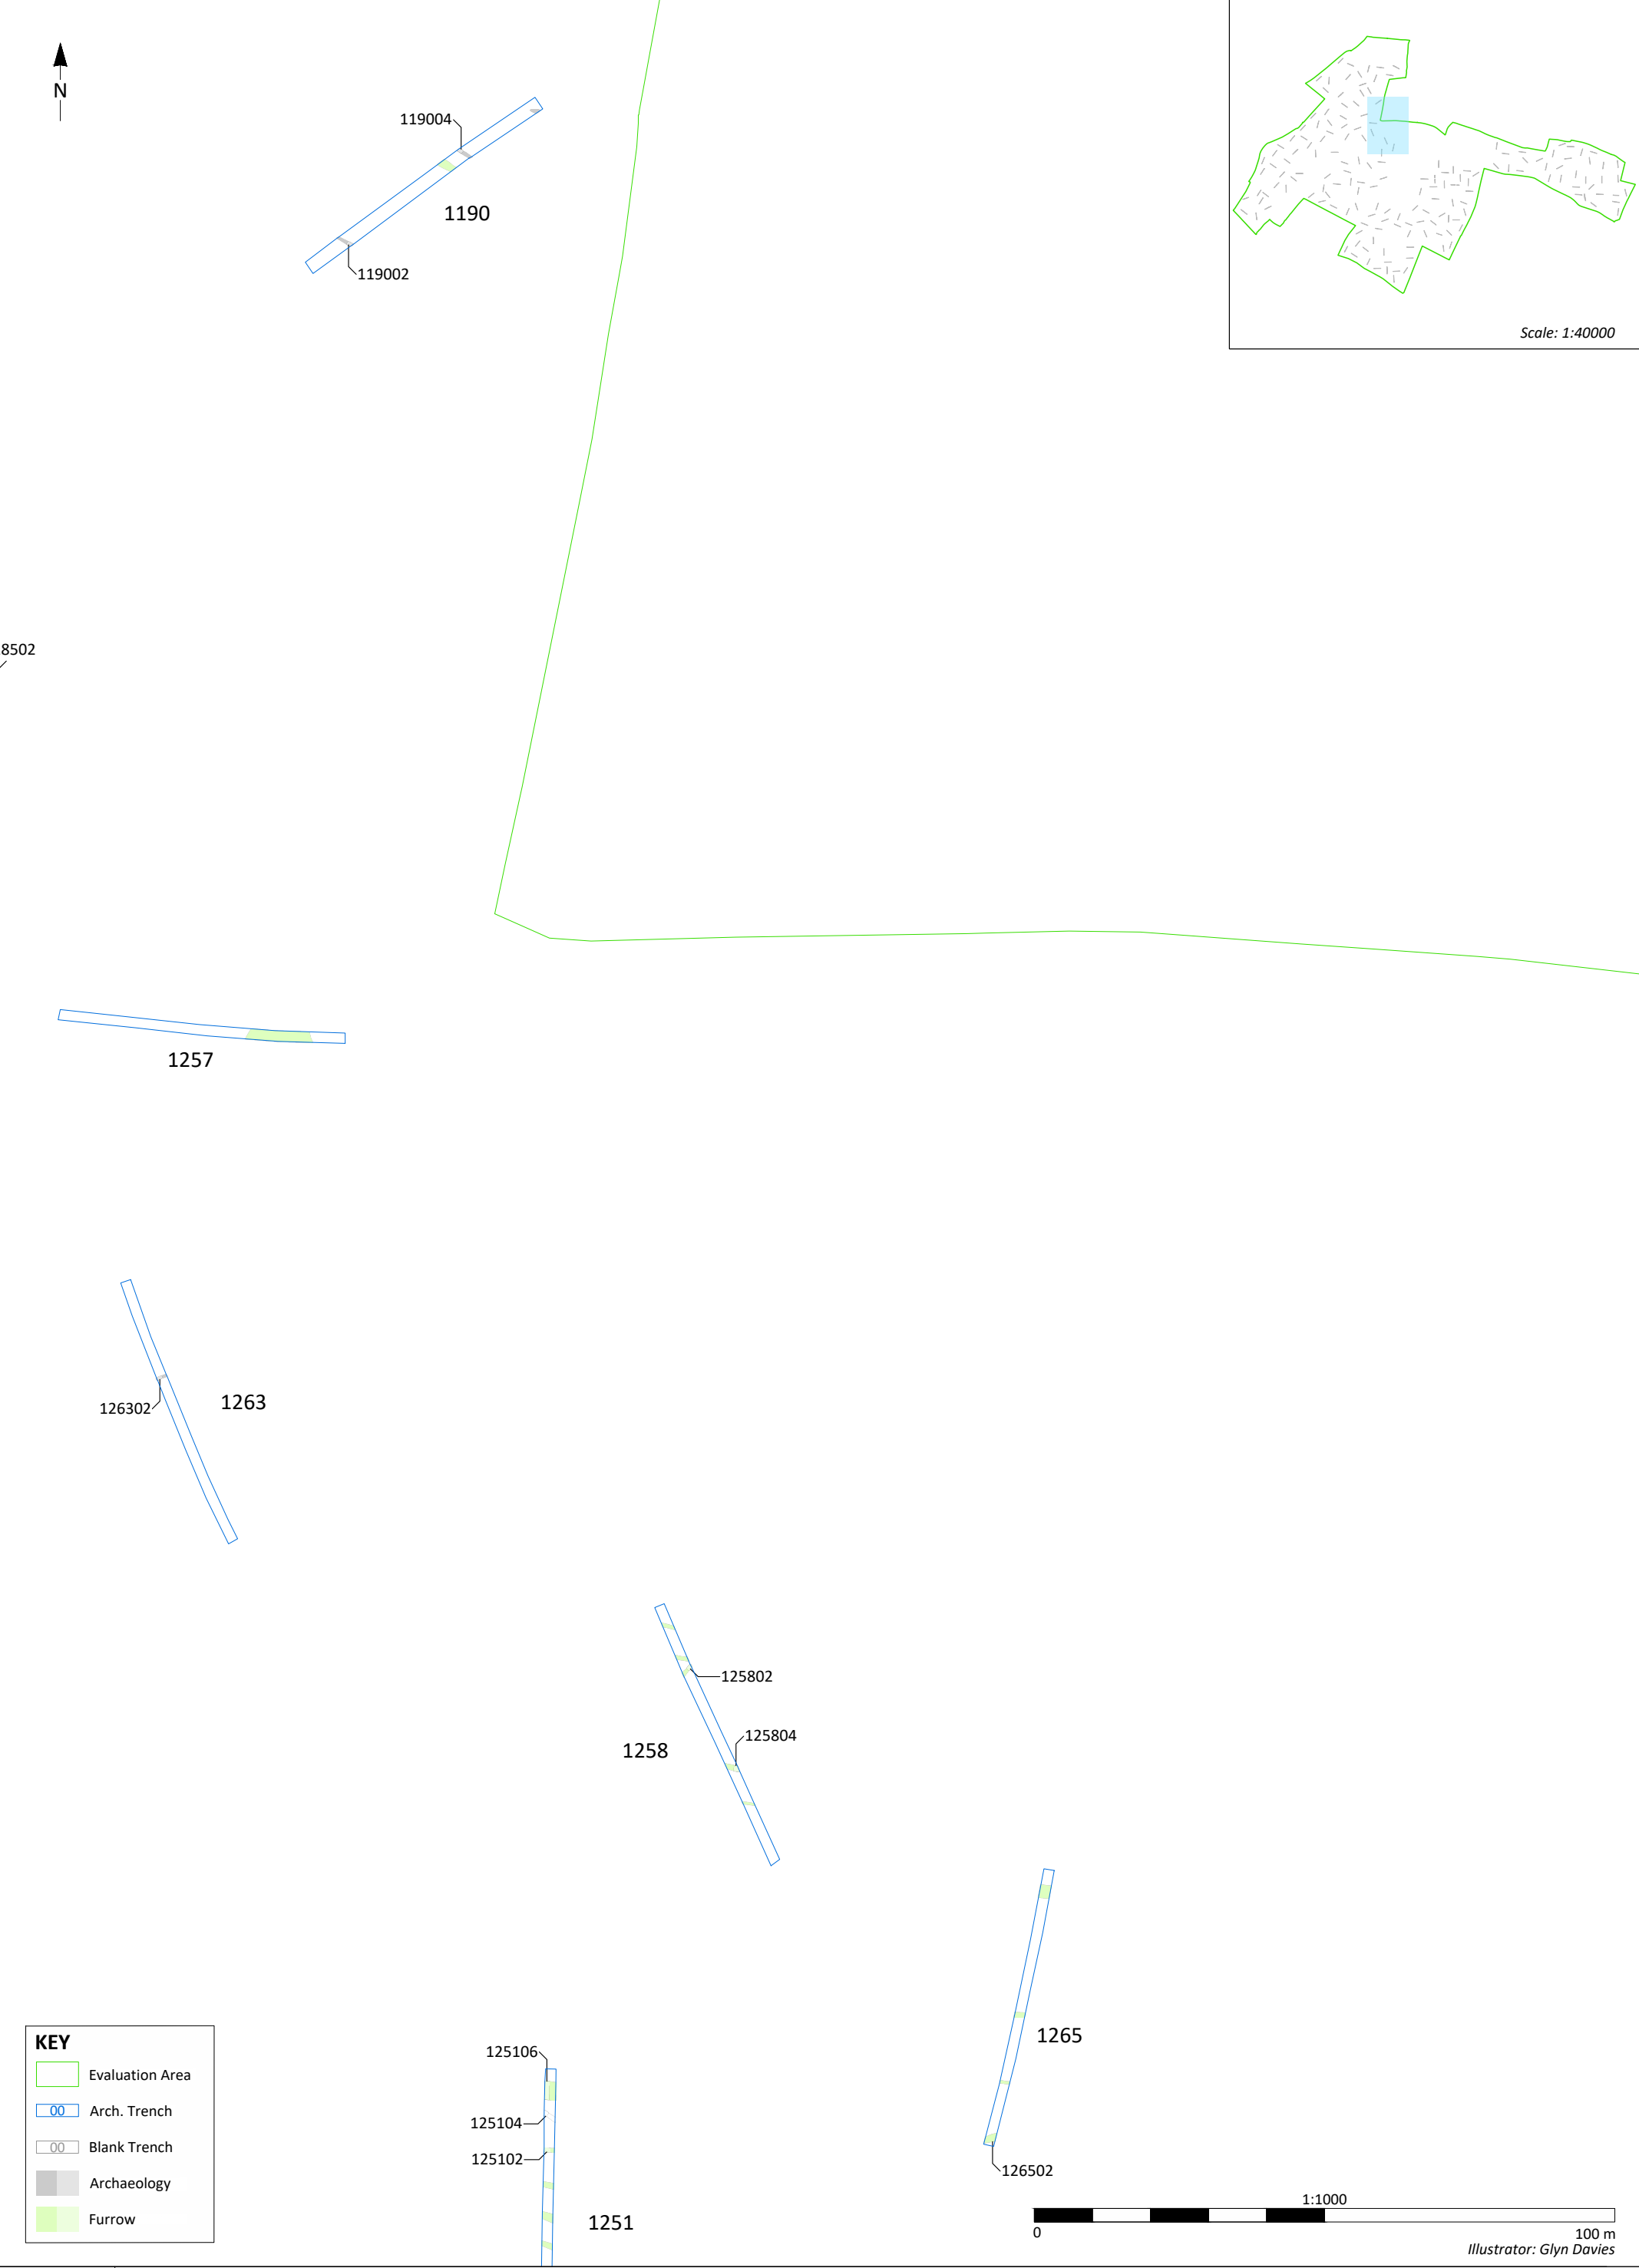 N
119004
1190
119002
Scale: 1:40000
8502
1257
1263
126302
125802
125804
1258
1265
125106
125104
125102
126502
1251
KEY
Evaluation Area
00 Arch. Trench
00 Blank Trench
Archaeology
Furrow
1:1000
0 100 m
Illustrator: Glyn Davies